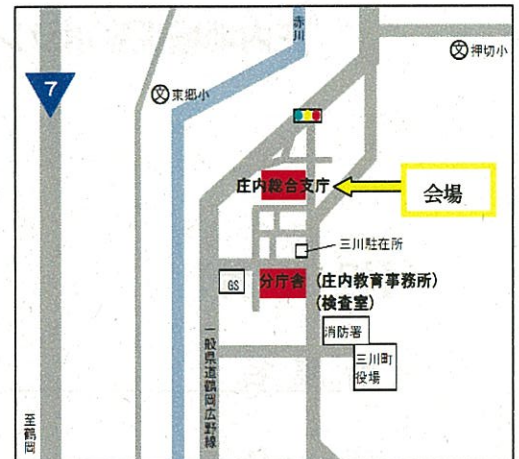 赤川
㊛押切小
7
㊛東郷小
庄内総合支庁
会場
三川駐在所
GS
分庁舎
(庄内教育事務所)
(検査室)
消防署
三川町
役場
一般県道鶴岡広野線
至鶴岡